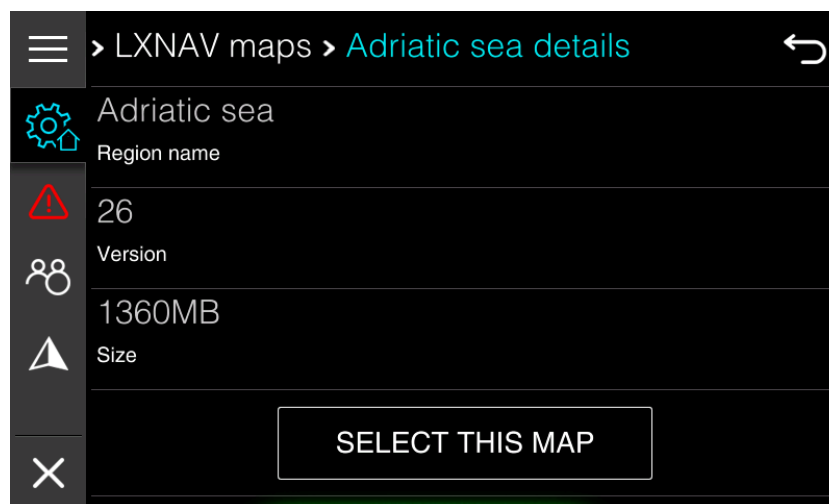 > LXNAV maps > Adriatic sea details
Adriatic sea
Region name
26
Version
1360MB
Size
SELECT THIS MAP